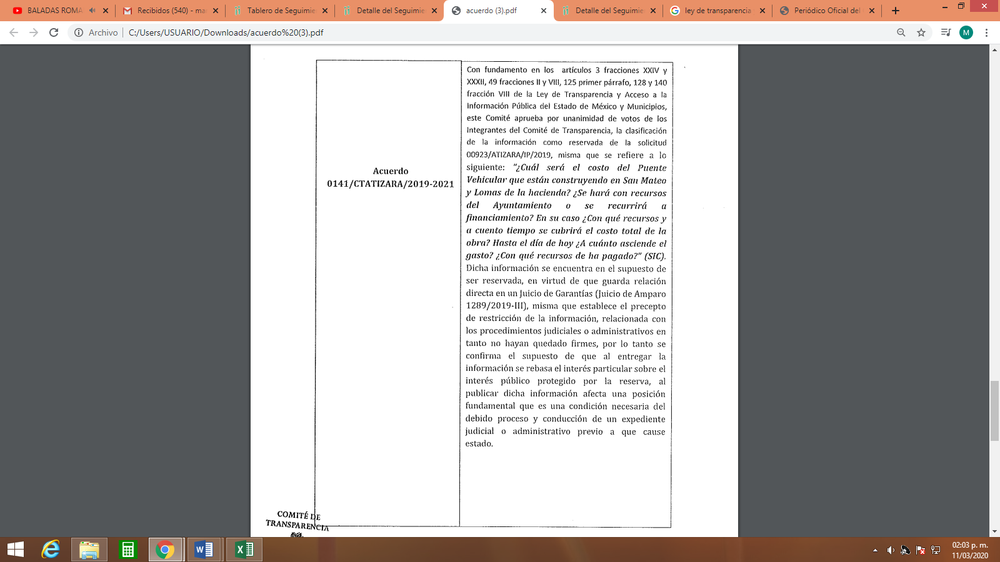 BALADAS ROMA
Recibidos (540) - ma
Tablero de Seguimie
Detalle del Seguimie
acuerdo (3).pdf
Detalle del Seguimie
ley de transparencia
Periódico Oficial del
Archivo
C:/Users/USUARIO/Downloads/acuerdo%20(3).pdf
M
Acuerdo
0141/CTATIZARA/2019-2021
Con fundamento en los artículos 3 fracciones XXIV y
XXXII, 49 fracciones II y VIII, 125 primer párrafo, 128 y 140
fracción VIII de la Ley de Transparencia y Acceso a la
Información Pública del Estado de México y Municipios,
este Comité aprueba por unanimidad de votos de los
Integrantes del Comité de Transparencia, la clasificación
de la información como reservada de la solicitud
00923/ATIZARA/IP/2019, misma que se refiere a lo
siguiente: "¿Cuál será el costo del Puente
Vehicular que están construyendo en San Mateo
y Lomas de la hacienda? ¿Se hará con recursos
del Ayuntamiento o se recurrirá a
financiamiento? En su caso ¿Con qué recursos y
a cuento tiempo se cubrirá el costo total de la
obra? Hasta el día de hoy ¿A cuánto asciende el
gasto? ¿Con qué recursos de ha pagado?" (SIC).
Dicha información se encuentra en el supuesto de
ser reservada, en virtud de que guarda relación
directa en un Juicio de Garantías (Juicio de Amparo
1289/2019-III), misma que establece el precepto
de restricción de la información, relacionada con
los procedimientos judiciales o administrativos en
tanto no hayan quedado firmes, por lo tanto se
confirma el supuesto de que al entregar la
información se rebasa el interés particular sobre el
interés público protegido por la reserva, al
publicar dicha información afecta una posición
fundamental que es una condición necesaria del
debido proceso y conducción de un expediente
judicial o administrativo previo a que cause
estado.
COMITÉ DE
TRANSPARENCIA
02:03 p. m.
11/03/2020